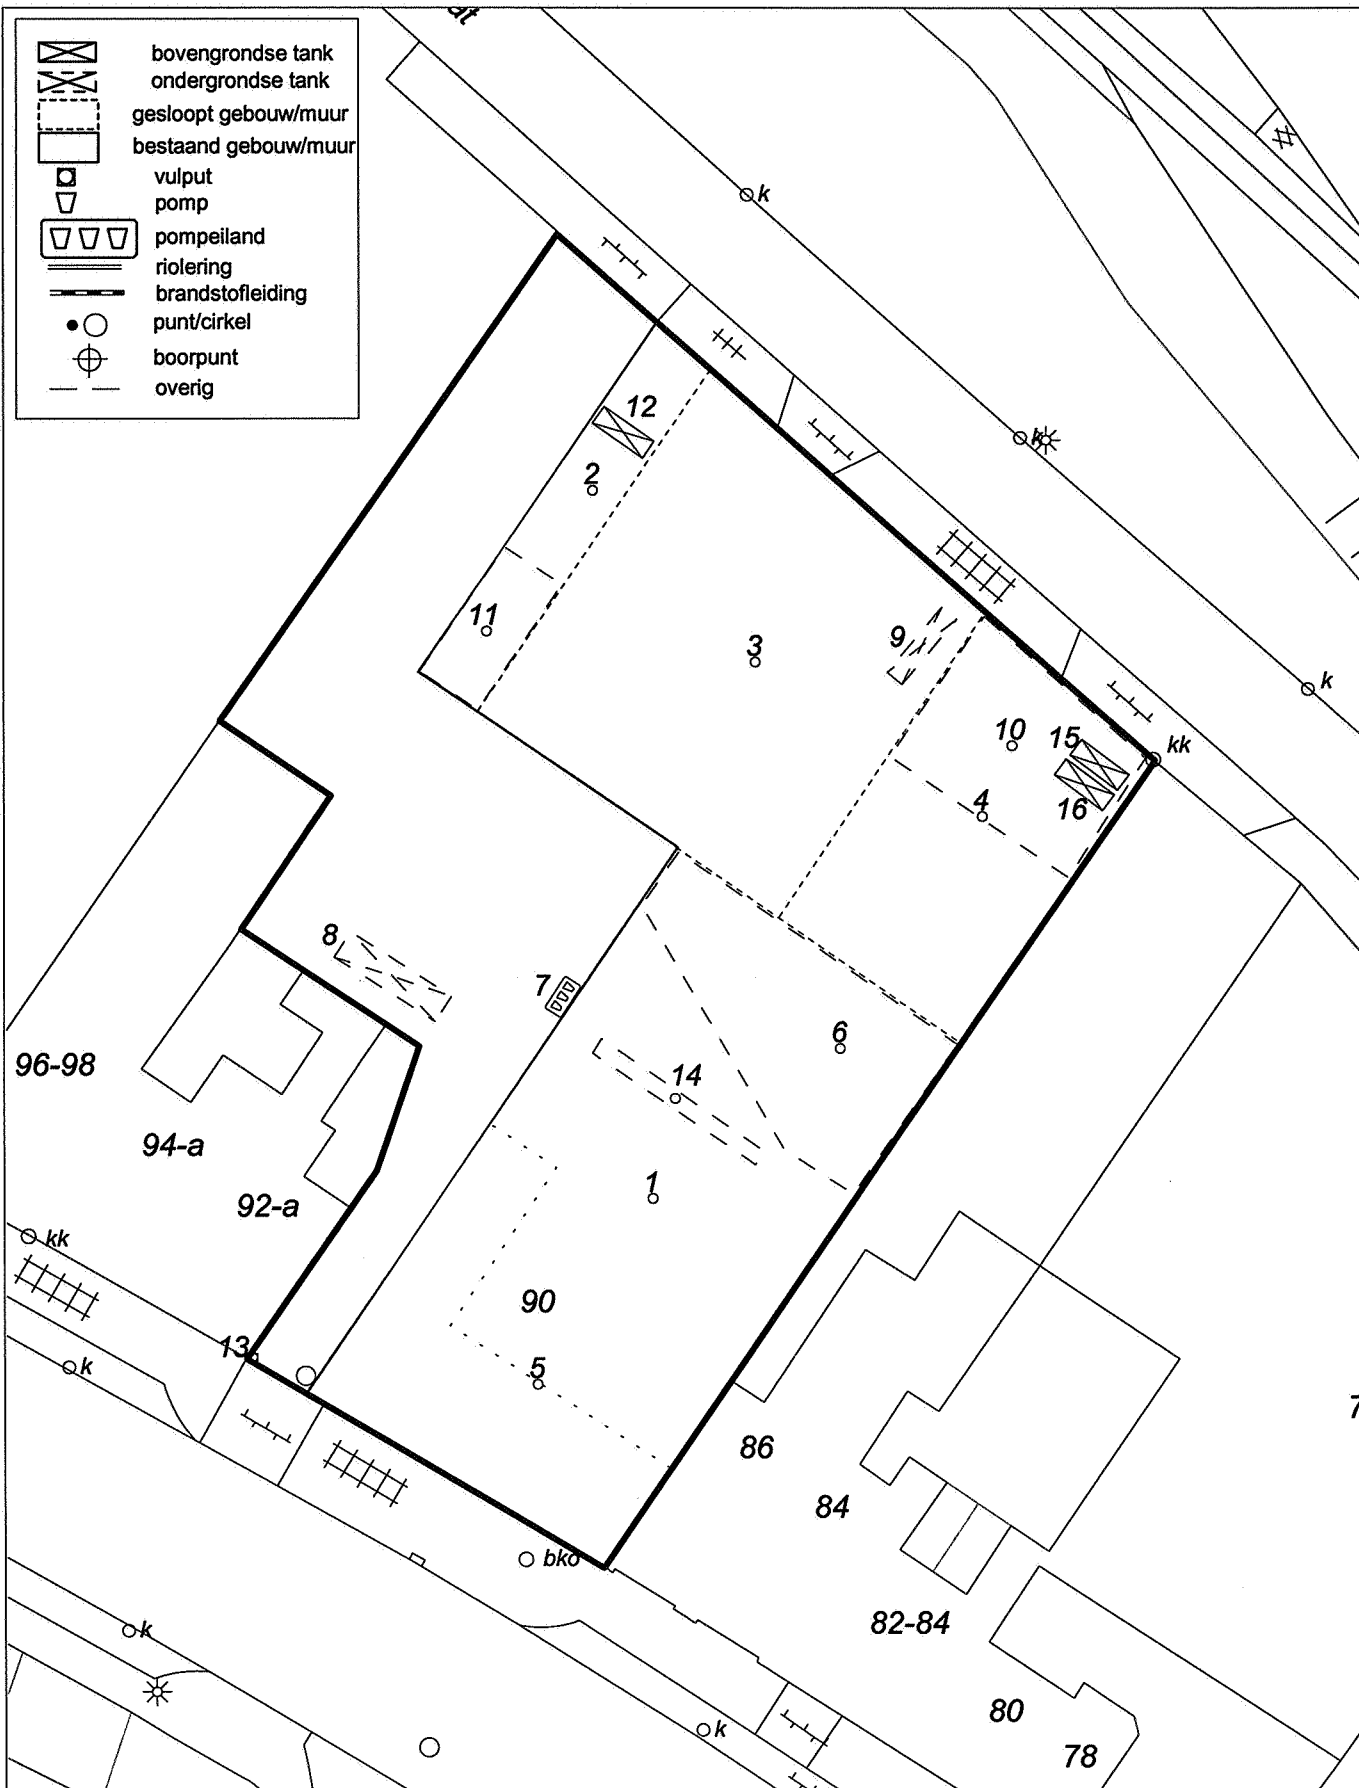 at
bovengrondse tank
ondergrondse tank
gesloopt gebouw/muur
bestaand gebouw/muur
vulput
pomp
pompeiland
riolering
brandstofleiding
punt/cirkel
boorpunt
overig
k
k
k
kk
12
2
11
3
9
10
15
16
4
8
7
6
14
1
96-98
94-a
92-a
kk
k
13
90
5
86
84
82-84
80
78
7
bko
k
k